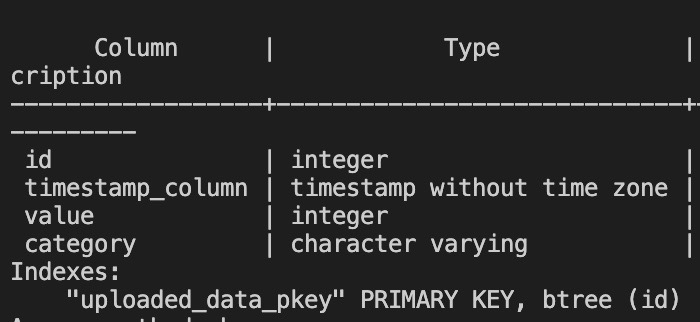 Column | Type |
cription
------------------+-----------------------------+-
---------
id | integer |
timestamp_column | timestamp without time zone |
value | integer |
category | character varying |
Indexes:
"uploaded_data_pkey" PRIMARY KEY, btree (id)